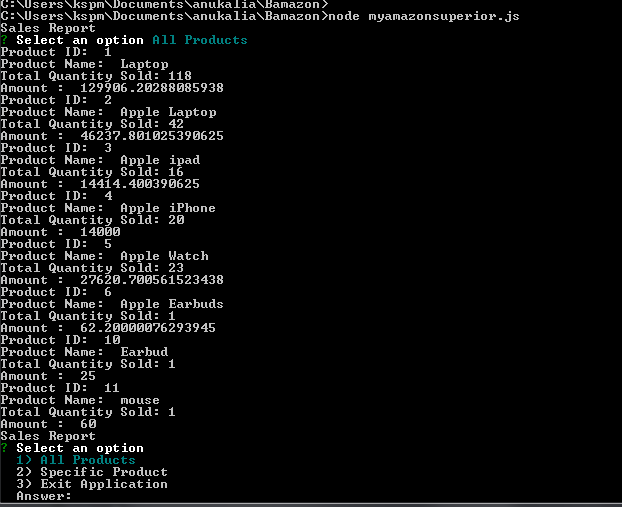 C:\Users\kspm\Documents\anukalia\Bamazon>
C:\Users\kspm\Documents\anukalia\Bamazon>node myamazonsuperior.js
Sales Report
? Select an option All Products
Product ID:  1
Product Name:  Laptop
Total Quantity Sold: 118
Amount :  129906.20288085938
Product ID:  2
Product Name:  Apple Laptop
Total Quantity Sold: 42
Amount :  46237.801025390625
Product ID:  3
Product Name:  Apple ipad
Total Quantity Sold: 16
Amount :  14414.400390625
Product ID:  4
Product Name:  Apple iPhone
Total Quantity Sold: 20
Amount :  14000
Product ID:  5
Product Name:  Apple Watch
Total Quantity Sold: 23
Amount :  27620.700561523438
Product ID:  6
Product Name:  Apple Earbuds
Total Quantity Sold: 1
Amount :  62.20000076293945
Product ID:  10
Product Name:  Earbud
Total Quantity Sold: 1
Amount :  25
Product ID:  11
Product Name:  mouse
Total Quantity Sold: 1
Amount :  60
Sales Report
? Select an option
1) All Products
2) Specific Product
3) Exit Application
Answer: